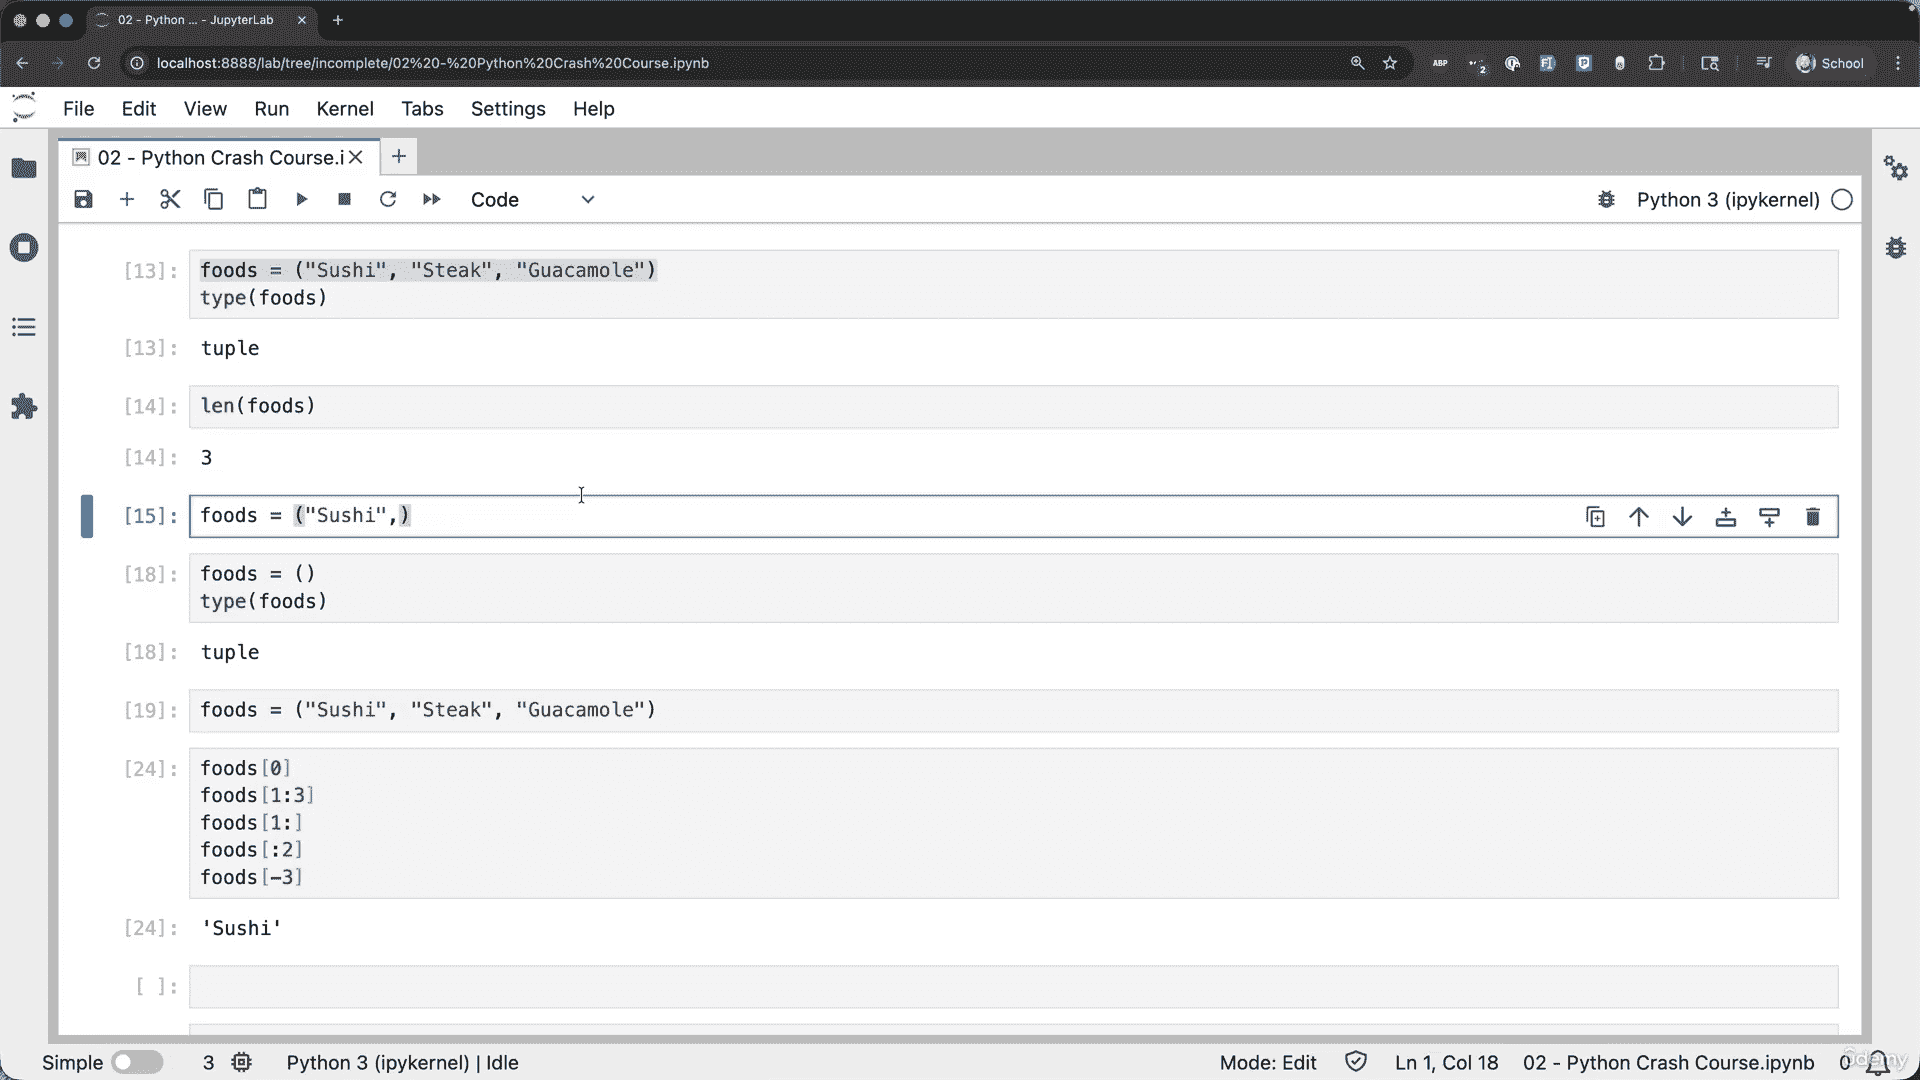 02 - Python ... - JupyterLab
localhost:8888/lab/tree/incomplete/02%20-%20Python%20Crash%20Course.ipynb
ABP
2
School
File Edit View Run Kernel Tabs Settings Help
02 - Python Crash Course.i
Code
Python 3 (ipykernel)
[13]: foods = ("Sushi", "Steak", "Guacamole")
type(foods)
[13]: tuple
[14]: len(foods)
[14]: 3
[15]: foods = ("Sushi",)
[18]: foods = ()
type(foods)
[18]: tuple
[19]: foods = ("Sushi", "Steak", "Guacamole")
[24]: foods[0]
foods[1:3]
foods[1:]
foods[:2]
foods[-3]
[24]: 'Sushi'
[ ]:
Simple 3 Python 3 (ipykernel) | Idle Mode: Edit Ln 1, Col 18 02 - Python Crash Course.ipynb 0
Udemy